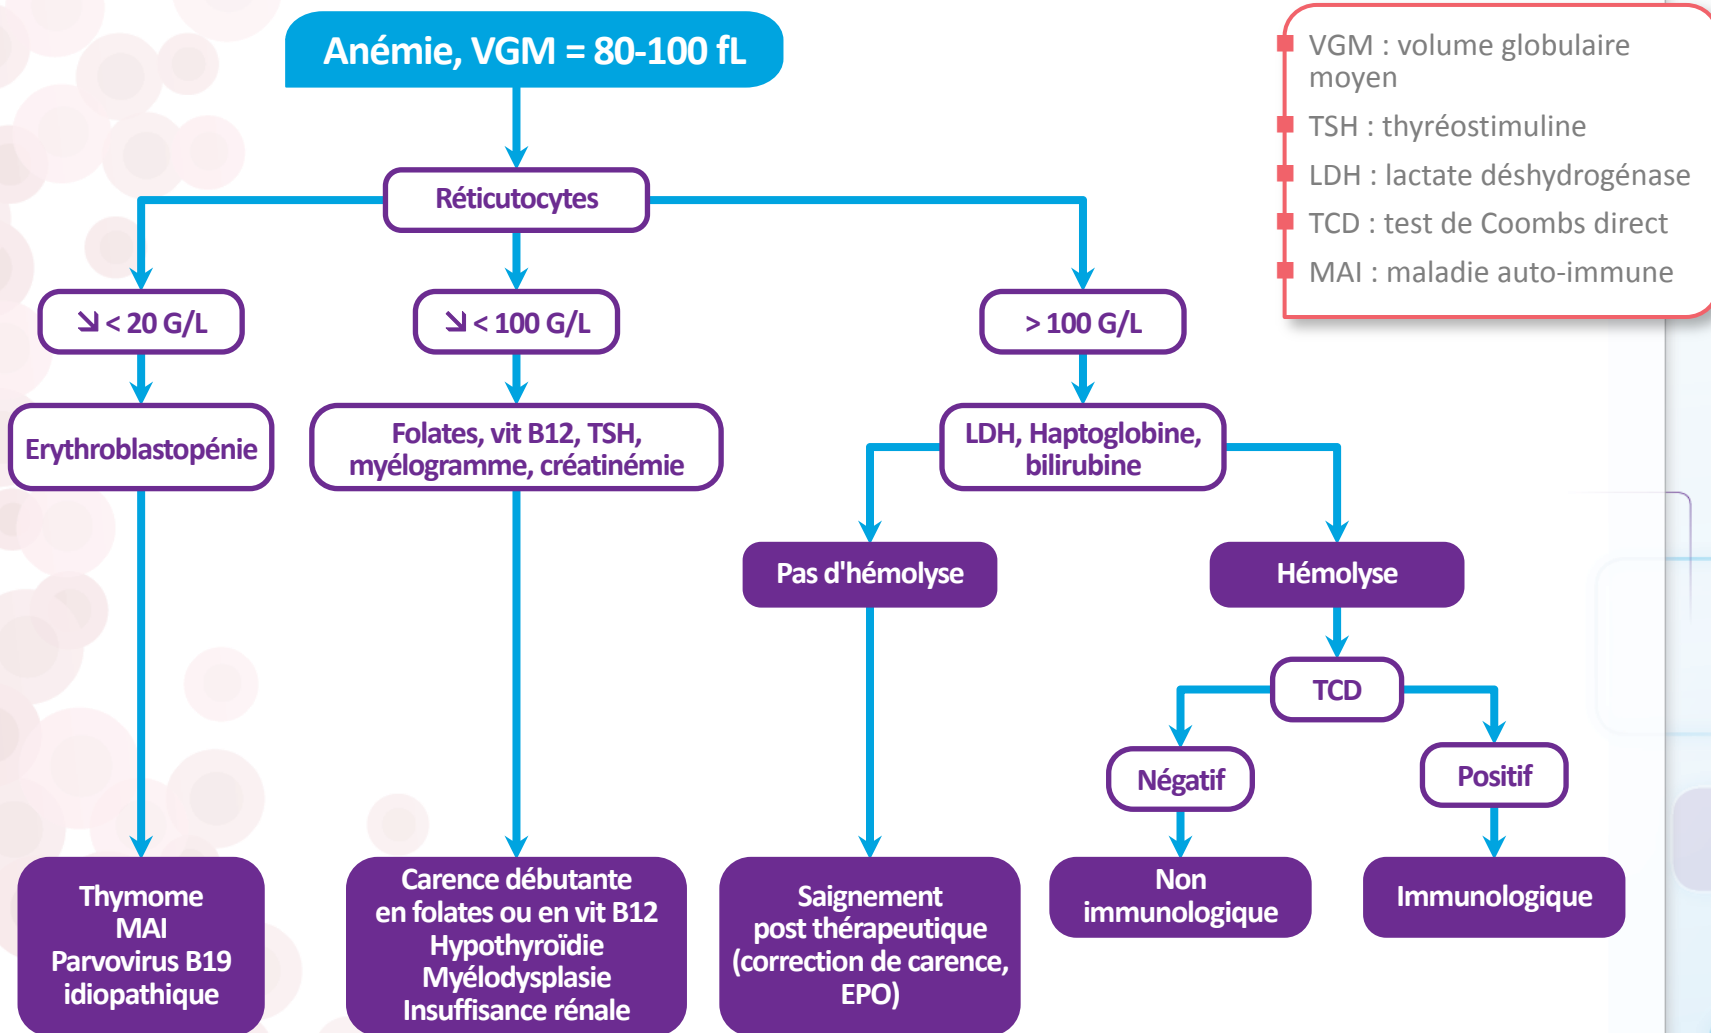 Anémie, VGM = 80-100 fL
VGM : volume globulaire
moyen
TSH : thyréostimuline
LDH : lactate déshydrogénase
TCD : test de Coombs direct
MAI : maladie auto-immune
Réticutocytes
↘ < 20 G/L
↘ < 100 G/L
> 100 G/L
Erythroblastopénie
Folates, vit B12, TSH,
myélogramme, créatinémie
LDH, Haptoglobine,
bilirubine
Pas d'hémolyse
Hémolyse
TCD
Négatif
Positif
Thymome
MAI
Parvovirus B19
idiopathique
Carence débutante
en folates ou en vit B12
Hypothyroïdie
Myélodysplasie
Insuffisance rénale
Saignement
post thérapeutique
(correction de carence,
EPO)
Non
immunologique
Immunologique